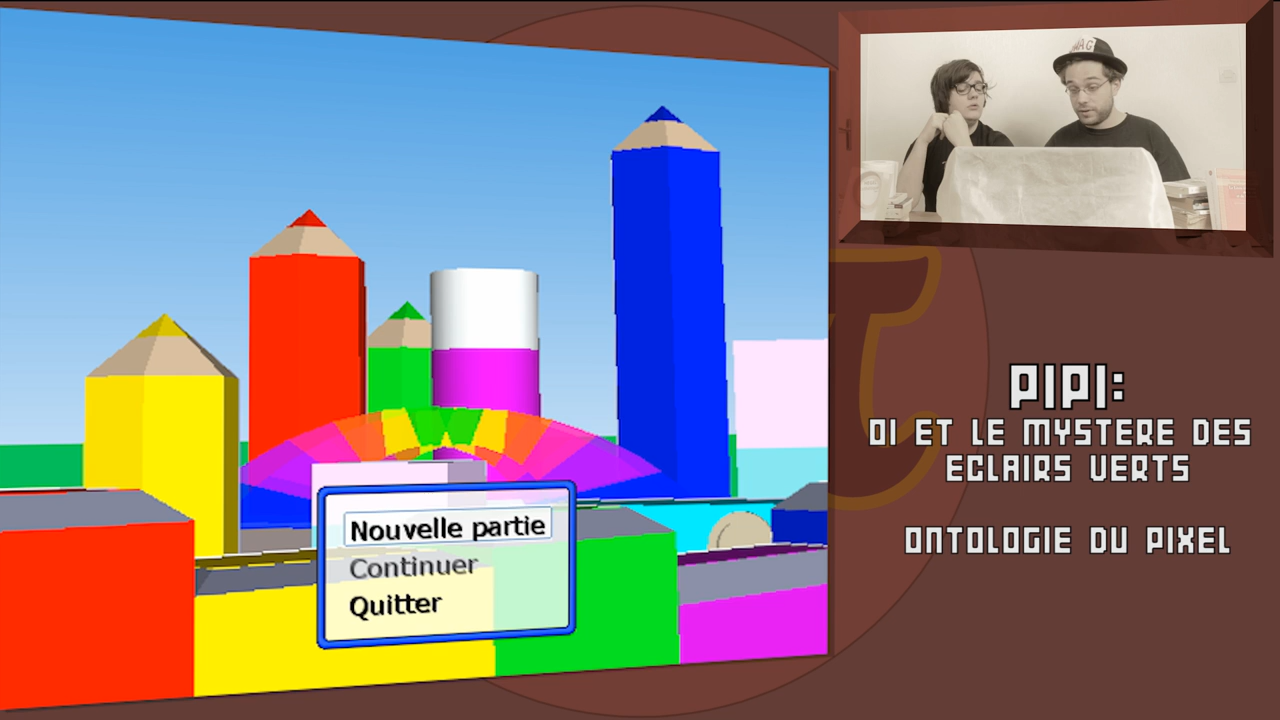 Nouvelle partie
Continuer
Quitter
PIPI:
OI ET LE MYSTERE DES
ECLAIRS VERTS
ONTOLOGIE DU PIXEL